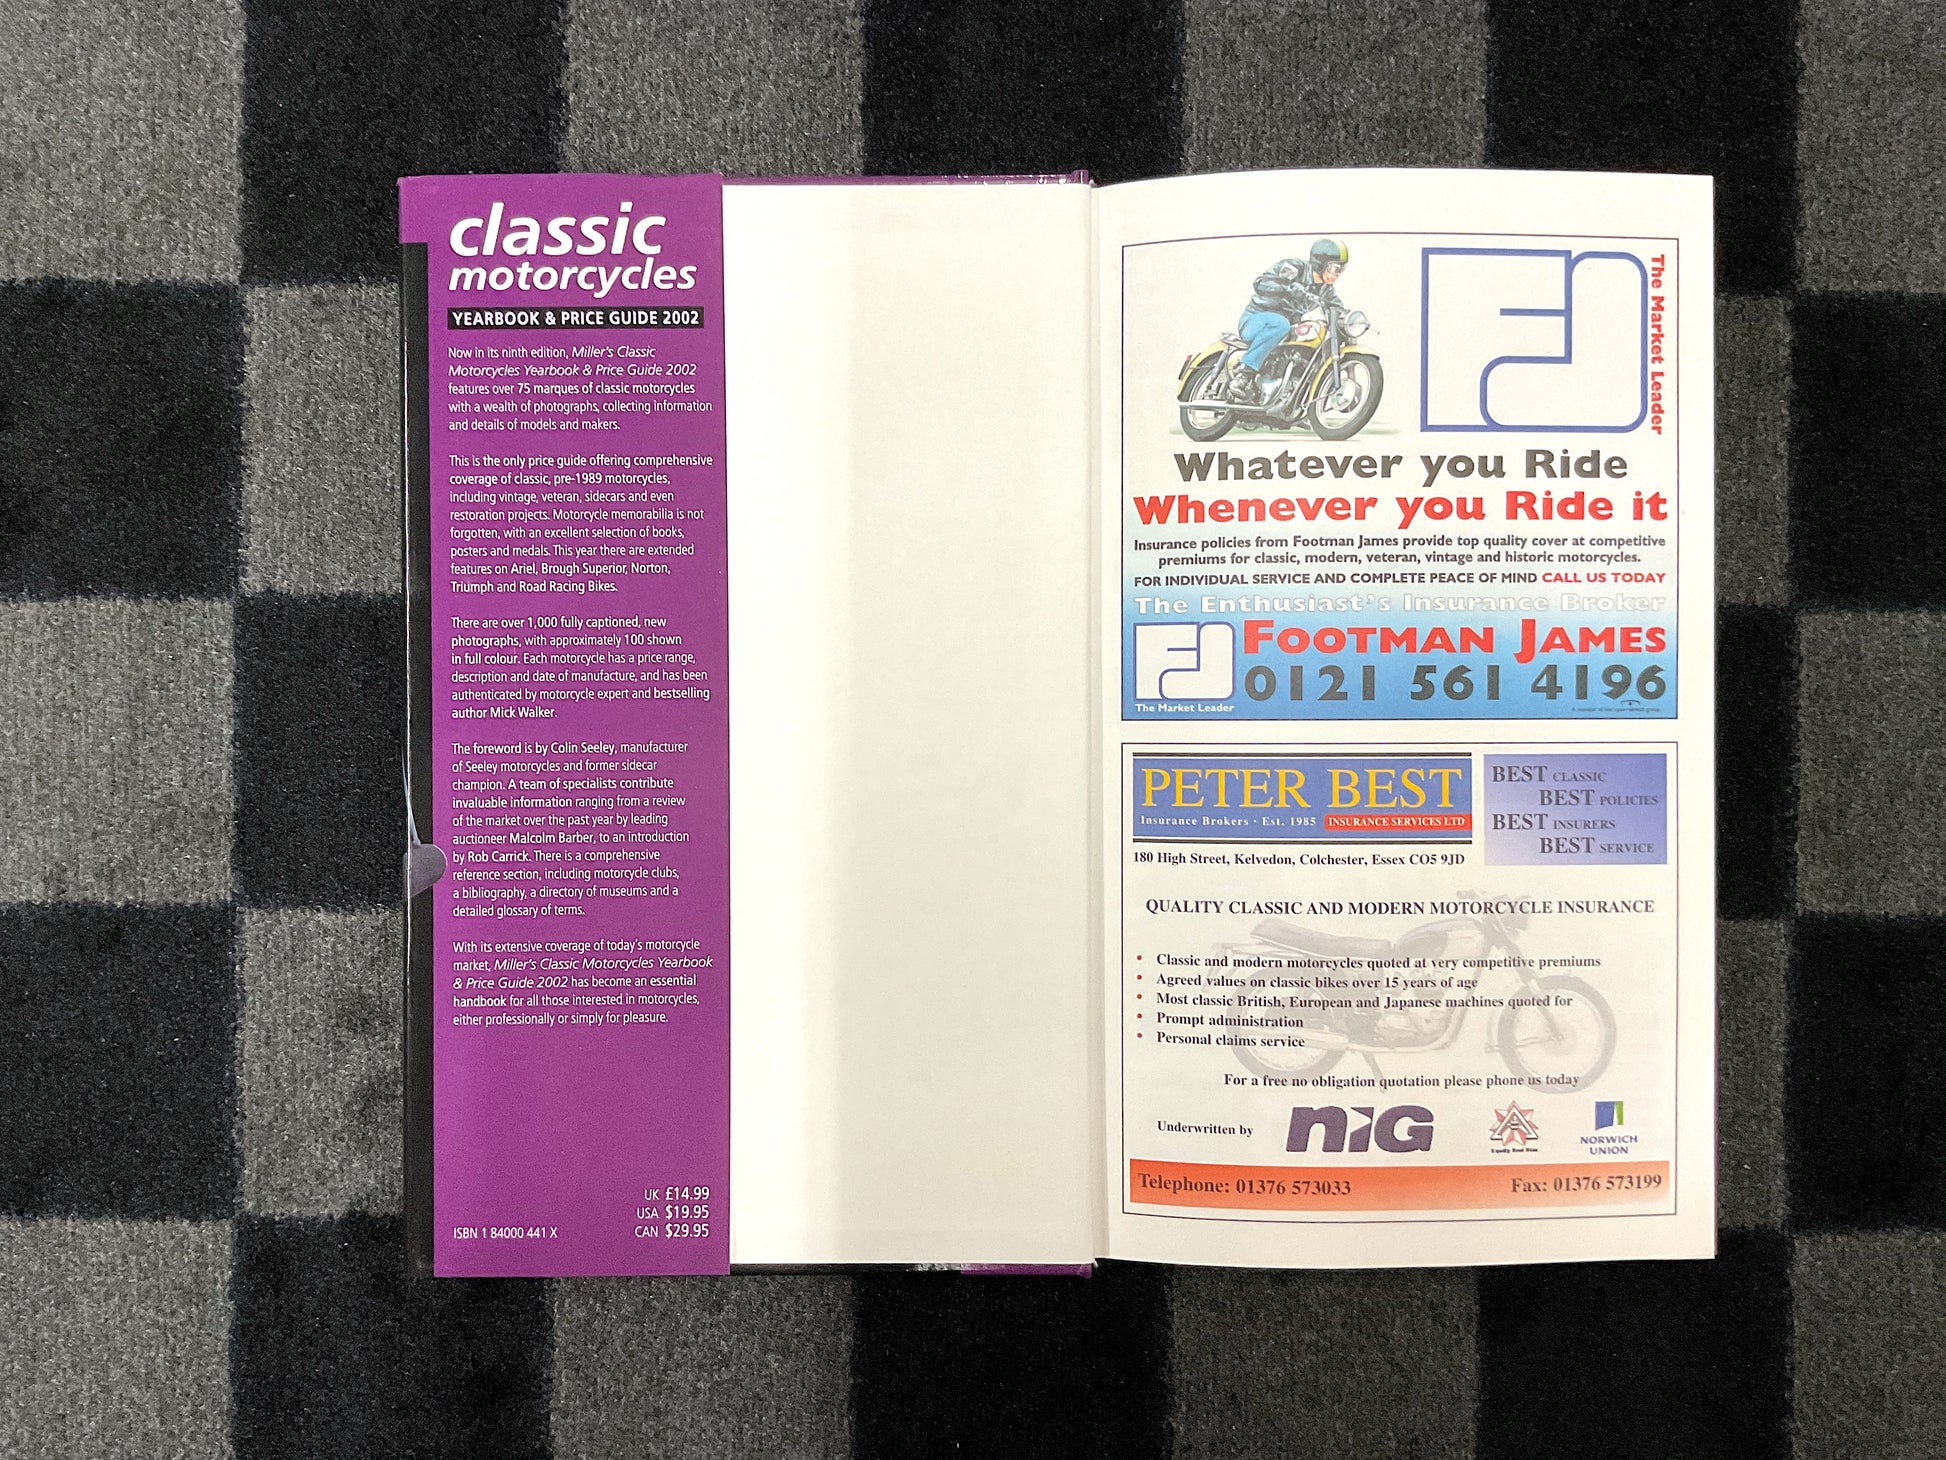 classic
motorcycles
YEARBOOK & PRICE GUIDE 2002
Now in its ninth edition, Miller's Classic
Motorcycles Yearbook & Price Guide 2002
features over 75 marques of classic motorcycles
with a wealth of photographs, collecting information
and details of models and makers.
This is the only price guide offering comprehensive
coverage of classic, pre-1989 motorcycles,
including vintage, veteran, sidecars and even
restoration projects. Motorcycle memorabilia is not
forgotten, with an excellent selection of books,
posters and medals. This year there are extended
features on Ariel, Brough Superior, Norton,
Triumph and Road Racing Bikes.
There are over 1,000 fully captioned, new
photographs, with approximately 100 shown
in full colour. Each motorcycle has a price range,
description and date of manufacture, and has been
authenticated by motorcycle expert and bestselling
author Mick Walker.
The foreword is by Colin Seeley, manufacturer
of Seeley motorcycles and former sidecar
champion. A team of specialists contribute
invaluable information ranging from a review
of the market over the past year by leading
auctioneer Malcolm Barber, to an introduction
by Rob Carrick. There is a comprehensive
reference section, including motorcycle clubs,
a bibliography, a directory of museums and a
detailed glossary of terms.
With its extensive coverage of today's motorcycle
market, Miller's Classic Motorcycles Yearbook
& Price Guide 2002 has become an essential
handbook for all those interested in motorcycles,
either professionally or simply for pleasure.
UK £14.99
USA $19.95
ISBN 1 84000 441 X CAN $29.95
FJ
The Market Leader
Whatever you Ride
Whenever you Ride it
Insurance policies from Footman James provide top quality cover at competitive
premiums for classic, modern, veteran, vintage and historic motorcycles.
FOR INDIVIDUAL SERVICE AND COMPLETE PEACE OF MIND CALL US TODAY
The Enthusiast's Insurance Broker
FJ FOOTMAN JAMES
0121 561 4196
The Market Leader
PETER BEST
Insurance Brokers · Est. 1985 INSURANCE SERVICES LTD
180 High Street, Kelvedon, Colchester, Essex CO5 9JD
BEST CLASSIC
BEST POLICIES
BEST INSURERS
BEST SERVICE
QUALITY CLASSIC AND MODERN MOTORCYCLE INSURANCE
• Classic and modern motorcycles quoted at very competitive premiums
• Agreed values on classic bikes over 15 years of age
• Most classic British, European and Japanese machines quoted for
• Prompt administration
• Personal claims service
For a free no obligation quotation please phone us today
Underwritten by
NIG
Equity Red Star
NORWICH
UNION
Telephone: 01376 573033 Fax: 01376 573199